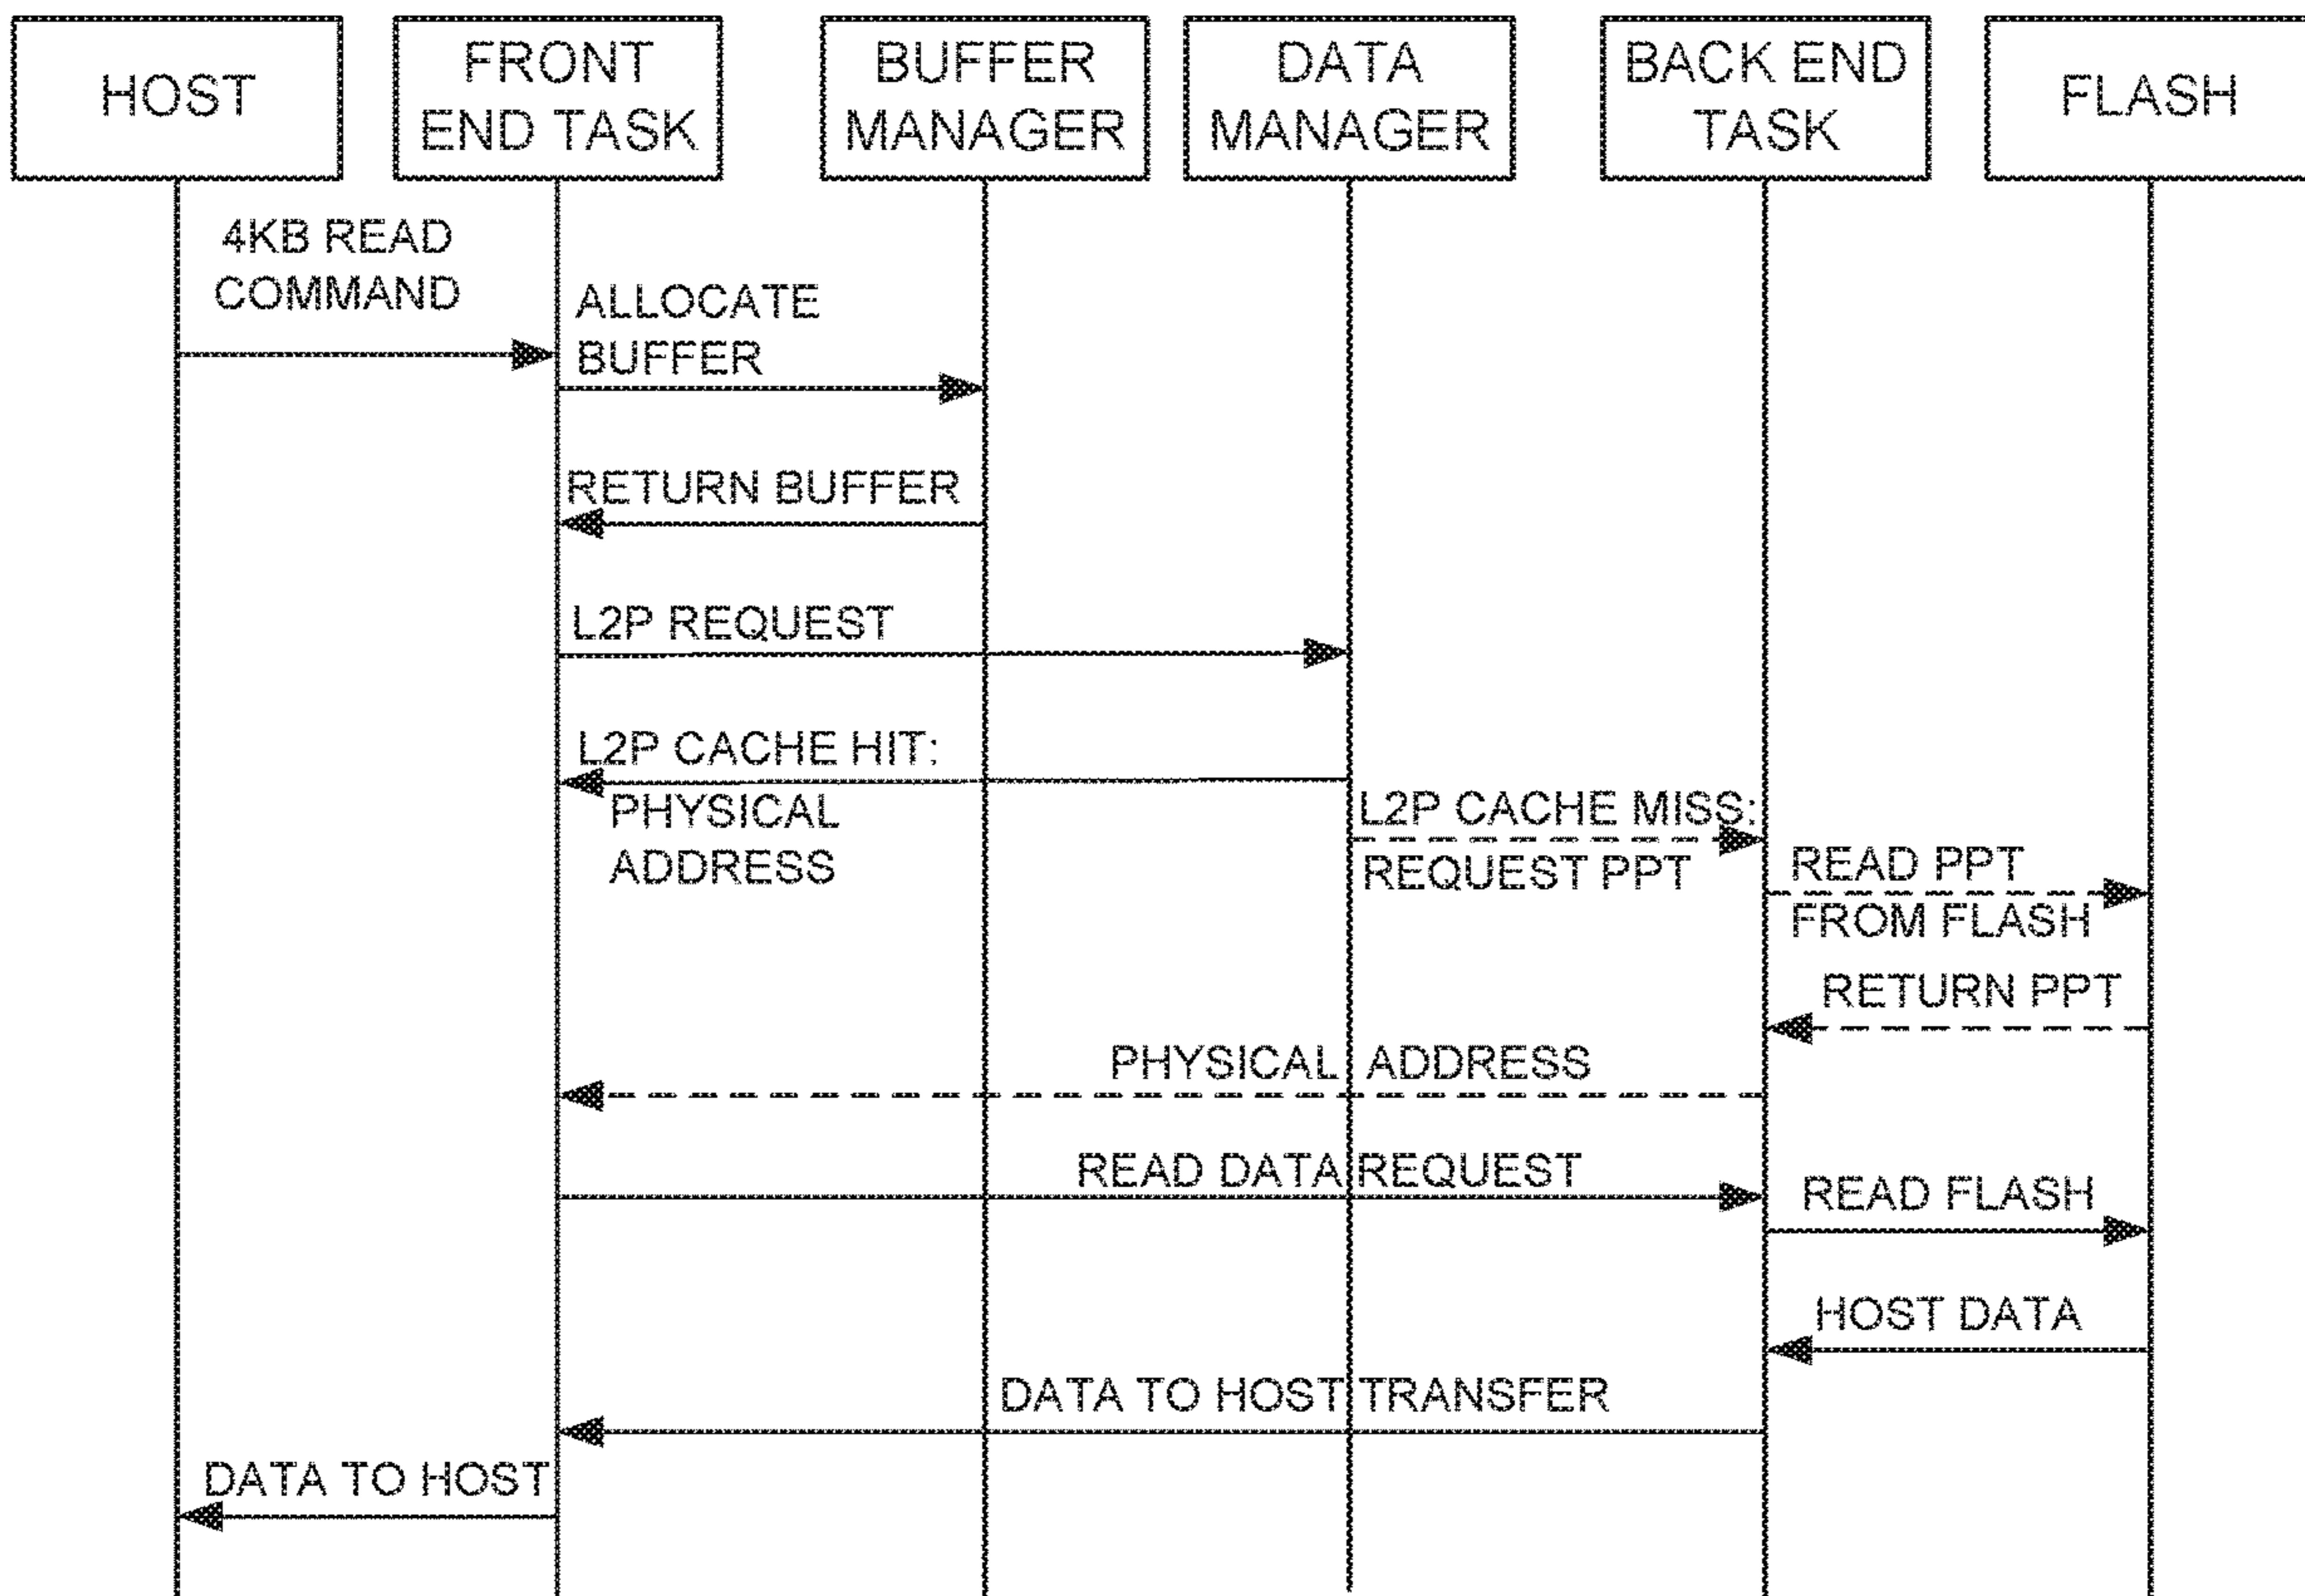 HOST
FRONT
END TASK
BUFFER
MANAGER
DATA
MANAGER
BACK END
TASK
FLASH
4KB READ
COMMAND
ALLOCATE
BUFFER
RETURN BUFFER
L2P REQUEST
L2P CACHE HIT:
PHYSICAL
ADDRESS
L2P CACHE MISS:
REQUEST PPT
READ PPT
FROM FLASH
RETURN PPT
PHYSICAL ADDRESS
READ DATA REQUEST
READ FLASH
HOST DATA
DATA TO HOST TRANSFER
DATA TO HOST